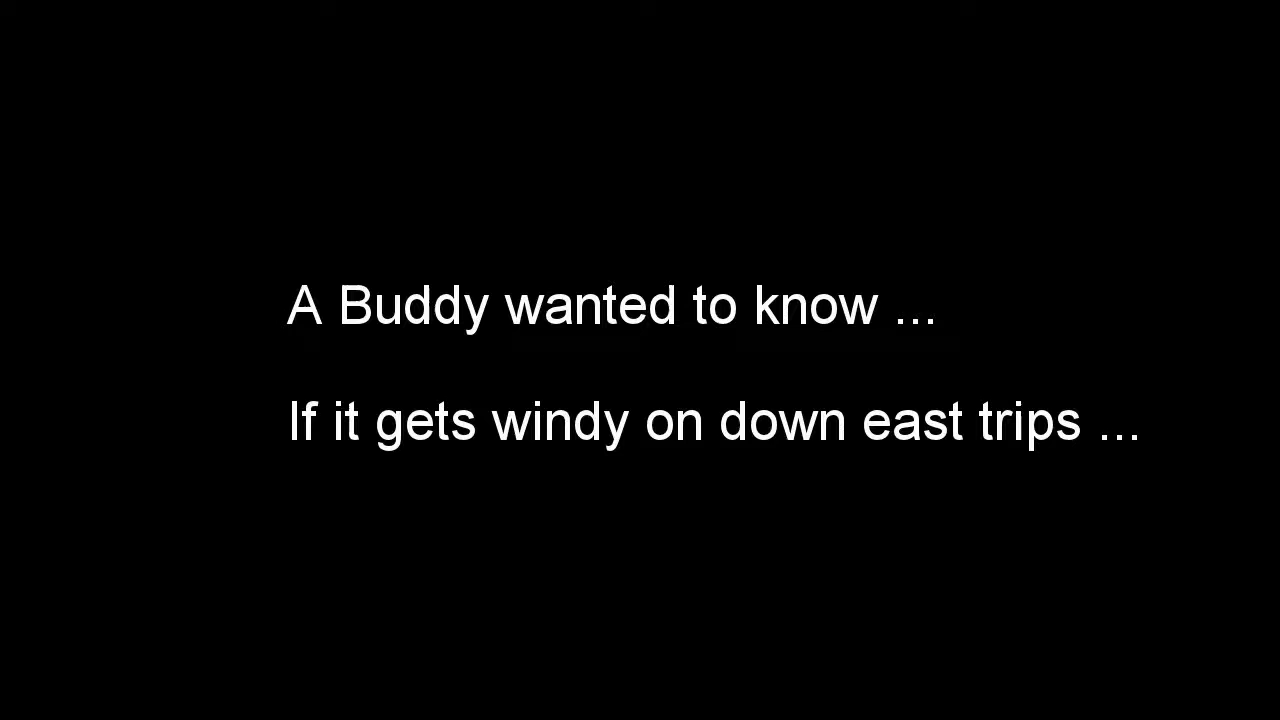 A Buddy wanted to know ...
If it gets windy on down east trips ...